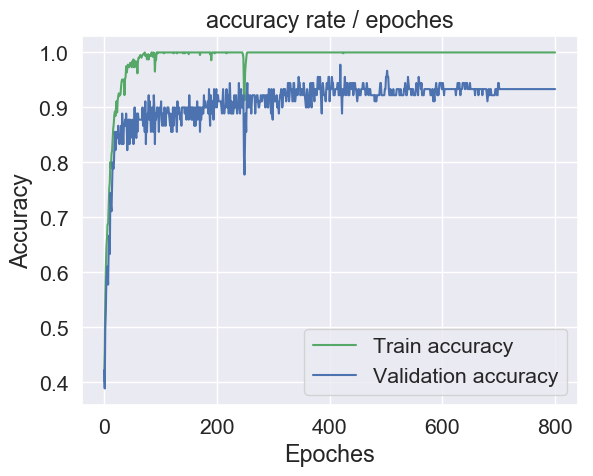 accuracy rate / epoches
1.0
0.9
0.8
0.7
0.6
0.5
0.4
Accuracy
Train accuracy
Validation accuracy
0 200 400 600 800
Epoches